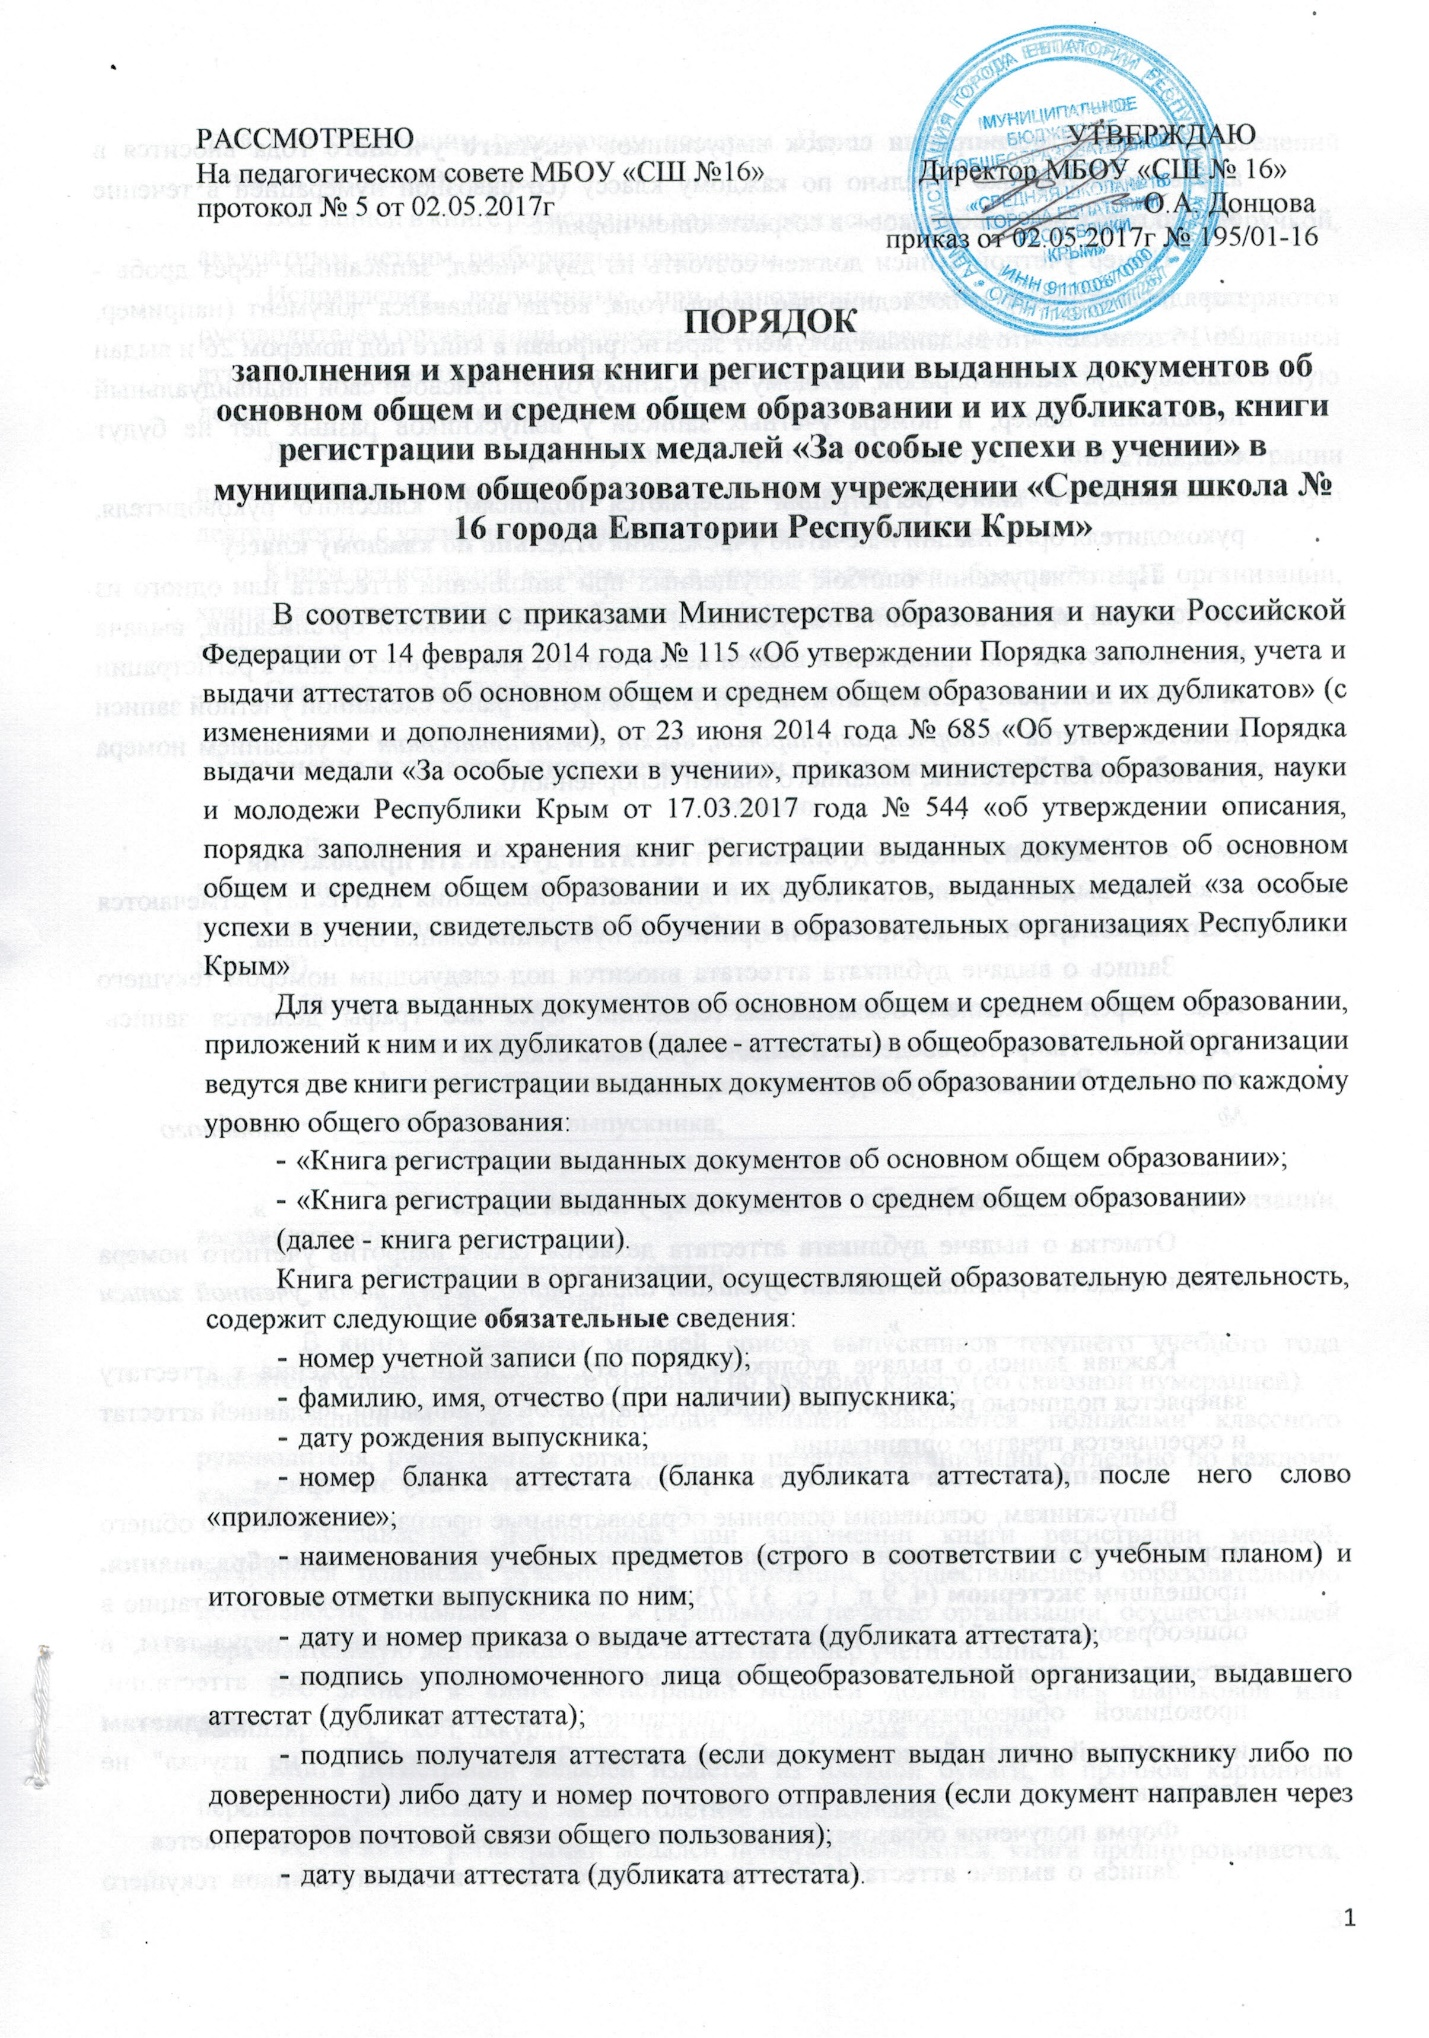 РАССМОТРЕНО
На педагогическом совете МБОУ «СШ №16»
протокол № 5 от 02.05.2017г
УТВЕРЖДАЮ
Директор МБОУ «СШ № 16»
О.А. Донцова
приказ от 02.05.2017г № 195/01-16
МУНИЦИПАЛЬНОЕ
БЮДЖЕТНОЕ
ОБЩЕОБРАЗОВАТЕЛЬНОЕ
«СРЕДНЯЯ ШКОЛА № 16
ГОРОДА ЕВПАТОРИИ
РЕСПУБЛИКИ
КРЫМ»
ПОРЯДОК
заполнения и хранения книги регистрации выданных документов об
основном общем и среднем общем образовании и их дубликатов, книги
регистрации выданных медалей «За особые успехи в учении» в
муниципальном общеобразовательном учреждении «Средняя школа №
16 города Евпатории Республики Крым»
В соответствии с приказами Министерства образования и науки Российской
Федерации от 14 февраля 2014 года № 115 «Об утверждении Порядка заполнения, учета и
выдачи аттестатов об основном общем и среднем общем образовании и их дубликатов» (с
изменениями и дополнениями), от 23 июня 2014 года № 685 «Об утверждении Порядка
выдачи медали «За особые успехи в учении», приказом министерства образования, науки
и молодежи Республики Крым от 17.03.2017 года № 544 «об утверждении описания,
порядка заполнения и хранения книг регистрации выданных документов об основном
общем и среднем общем образовании и их дубликатов, выданных медалей «за особые
успехи в учении, свидетельств об обучении в образовательных организациях Республики
Крым»
Для учета выданных документов об основном общем и среднем общем образовании,
приложений к ним и их дубликатов (далее - аттестаты) в общеобразовательной организации
ведутся две книги регистрации выданных документов об образовании отдельно по каждому
уровню общего образования:
- «Книга регистрации выданных документов об основном общем образовании»;
- «Книга регистрации выданных документов о среднем общем образовании»
(далее - книга регистрации).
Книга регистрации в организации, осуществляющей образовательную деятельность,
содержит следующие обязательные сведения:
- номер учетной записи (по порядку);
- фамилию, имя, отчество (при наличии) выпускника;
- дату рождения выпускника;
- номер бланка аттестата (бланка дубликата аттестата), после него слово
«приложение»;
- наименования учебных предметов (строго в соответствии с учебным планом) и
итоговые отметки выпускника по ним;
- дату и номер приказа о выдаче аттестата (дубликата аттестата);
- подпись уполномоченного лица общеобразовательной организации, выдавшего
аттестат (дубликат аттестата);
- подпись получателя аттестата (если документ выдан лично выпускнику либо по
доверенности) либо дату и номер почтового отправления (если документ направлен через
операторов почтовой связи общего пользования);
- дату выдачи аттестата (дубликата аттестата).
1